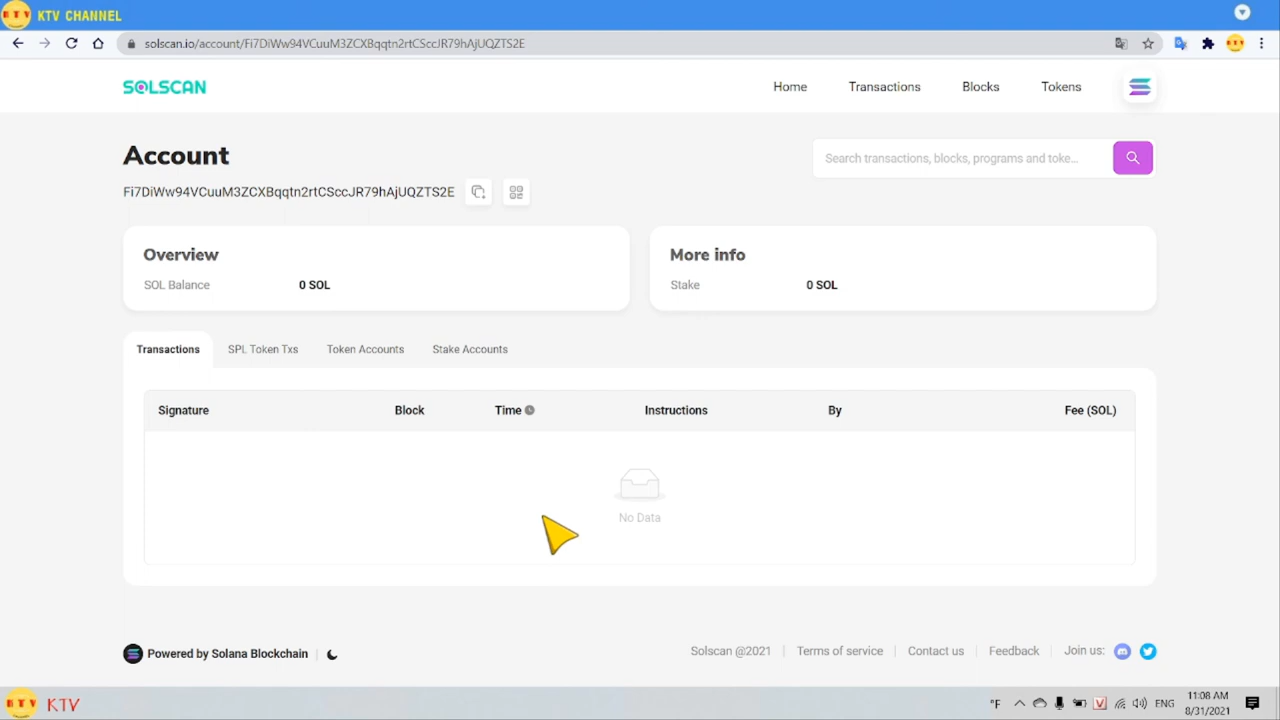 KTV CHANNEL
solscan.io/account/Fi7DiWw94VCuuM3ZCXBqqtn2rtCSccJR79hAjUQZTS2E
SOLSCAN
Home
Transactions
Blocks
Tokens
Account
Search transactions, blocks, programs and toke...
Fi7DiWw94VCuuM3ZCXBqqtn2rtCSccJR79hAjUQZTS2E
Overview
SOL Balance 0 SOL
More info
Stake 0 SOL
Transactions
SPL Token Txs
Token Accounts
Stake Accounts
Signature Block Time Instructions By Fee (SOL)
No Data
Powered by Solana Blockchain
Solscan @2021
Terms of service
Contact us
Feedback
Join us:
KTV KTV
°F
V
ENG
11:08 AM
8/31/2021